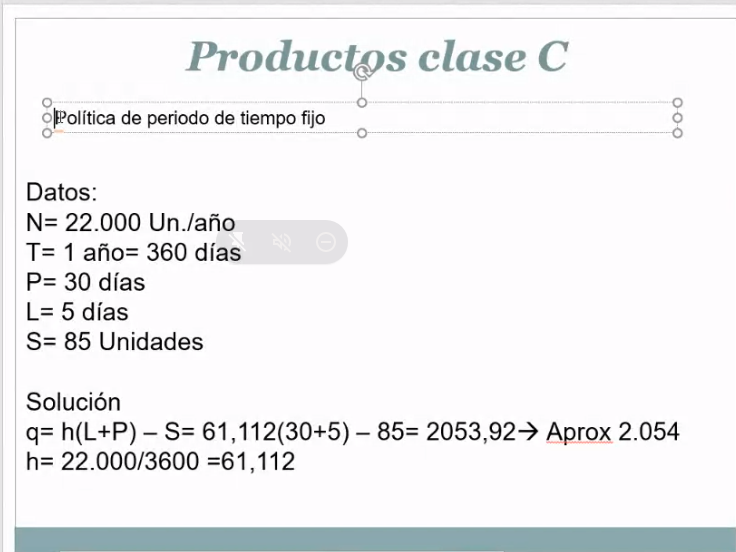 Productos clase C
Política de periodo de tiempo fijo
Datos:
N= 22.000 Un./año
T= 1 año= 360 días
P= 30 días
L= 5 días
S= 85 Unidades
Solución
q= h(L+P) – S= 61,112(30+5) – 85= 2053,92→ Aprox 2.054
h= 22.000/3600 =61,112